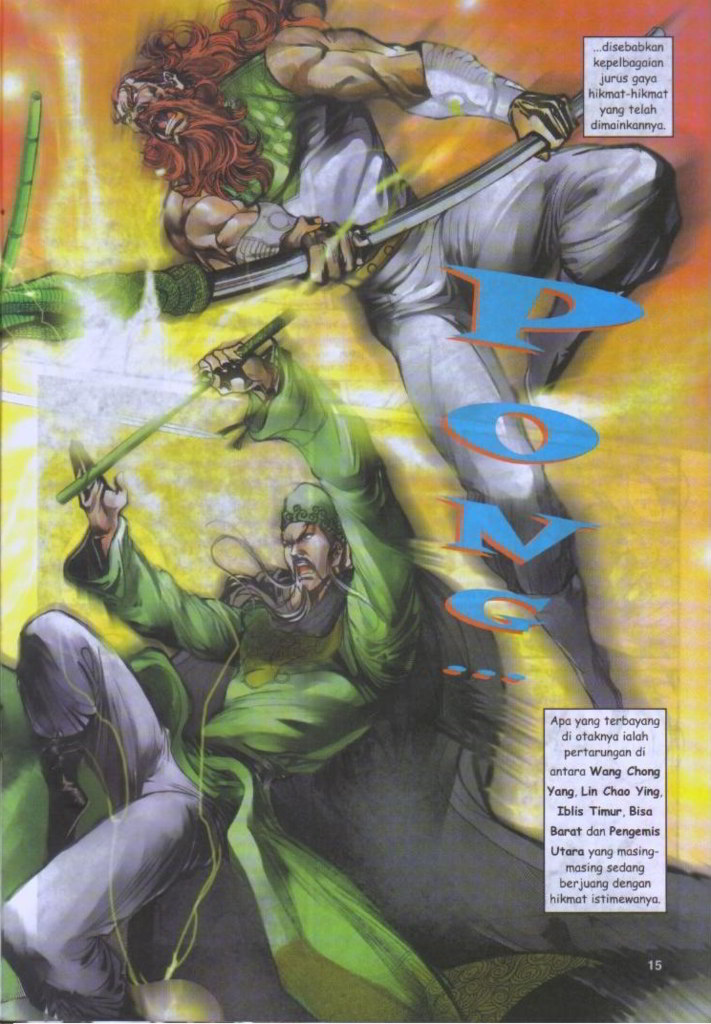 ...disebabkan
kepelbagaian
jurus gaya
hikmat-hikmat
yang telah
dimainkannya.
PONG...
Apa yang terbayang
di otaknya ialah
pertarungan di
antara Wang Chong
Yang, Lin Chao Ying,
Iblis Timur, Bisa
Barat dan Pengemis
Utara yang masing-
masing sedang
berjuang dengan
hikmat istimewanya.
15